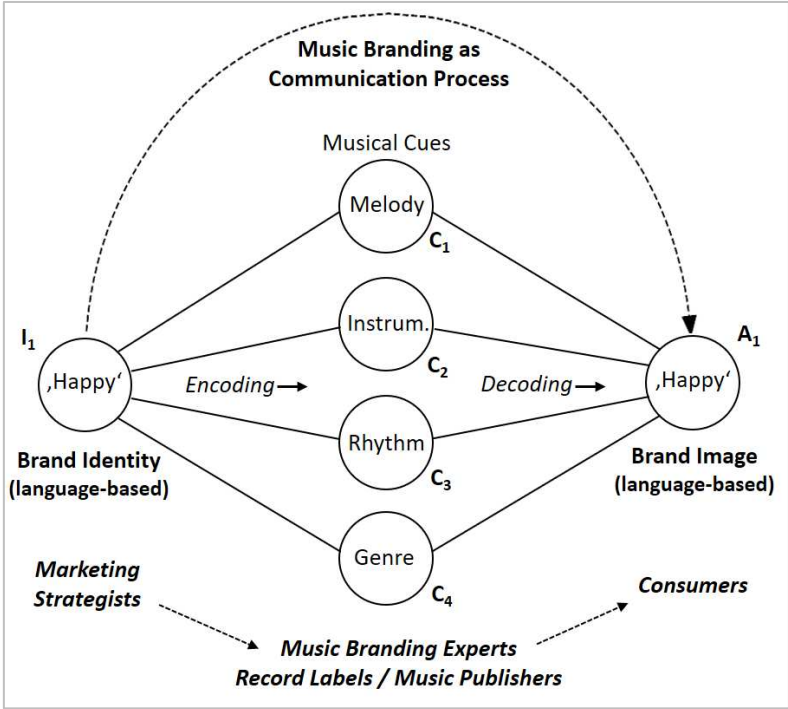 Music Branding as
Communication Process
Musical Cues
Melody
C₁
Instrum.
C₂
I₁
‚Happy‘
A₁
‚Happy‘
Encoding
Decoding
Rhythm
C₃
Brand Identity
(language-based)
Brand Image
(language-based)
Genre
C₄
Marketing
Strategists
Consumers
Music Branding Experts
Record Labels / Music Publishers